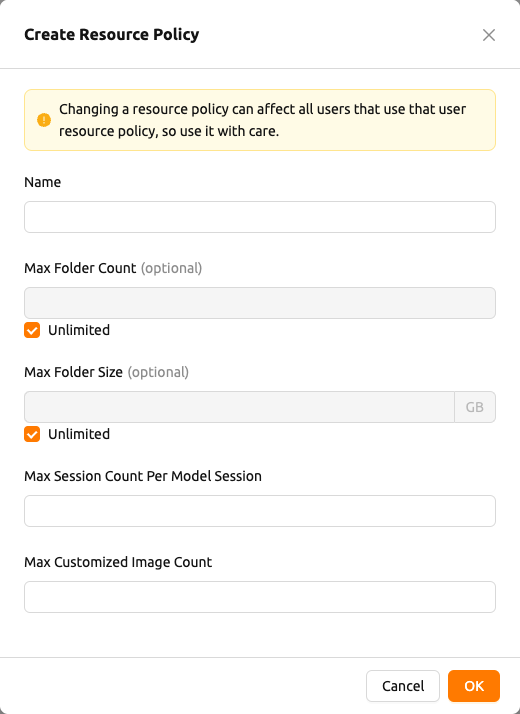 Create Resource Policy
Changing a resource policy can affect all users that use that user
resource policy, so use it with care.
Name
Max Folder Count (optional)
Unlimited
Max Folder Size (optional)
GB
Unlimited
Max Session Count Per Model Session
Max Customized Image Count
Cancel
OK